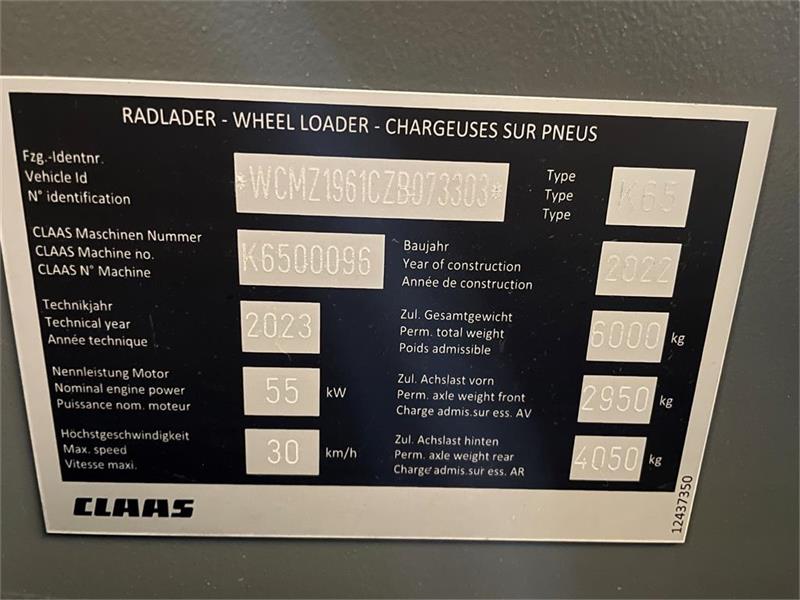 RADLADER - WHEEL LOADER - CHARGEUSES SUR PNEUS
Fzg.-Identnr.
Vehicle Id
N° identification
*WCMZ1961CZB073303*
Type
Type
Type
K65
CLAAS Maschinen Nummer
CLAAS Machine no.
CLAAS N° Machine
K6500096
Baujahr
Year of construction
Année de construction
2022
Technikjahr
Technical year
Année technique
2023
Zul. Gesamtgewicht
Perm. total weight
Poids admissible
6000 kg
Nennleistung Motor
Nominal engine power
Puissance nom. moteur
55 kW
Zul. Achslast vorn
Perm. axle weight front
Charge admis.sur ess. AV
2950 kg
Höchstgeschwindigkeit
Max. speed
Vitesse maxi.
30 km/h
Zul. Achslast hinten
Perm. axle weight rear
Charge admis.sur ess. AR
4050 kg
CLAAS
12437350